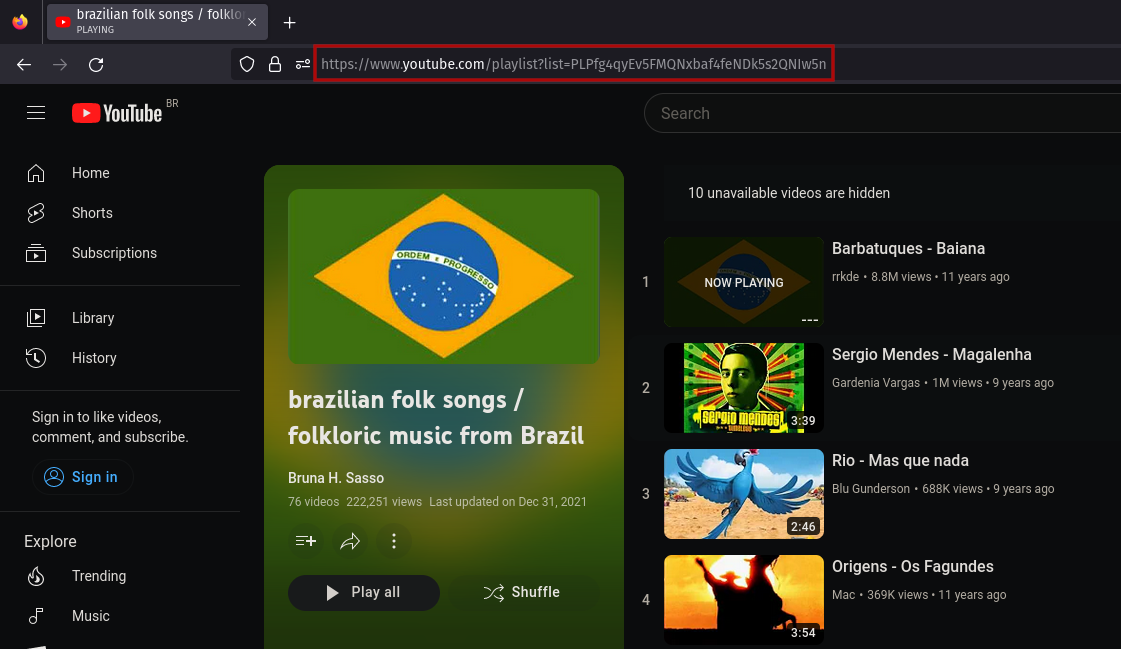 brazilian folk songs / folklo
PLAYING
https://www.youtube.com/playlist?list=PLPfg4qyEv5FMQNxbaf4feNDk5s2QNIw5n
YouTube BR
Search
Home
Shorts
Subscriptions
Library
History
Sign in to like videos,
comment, and subscribe.
Sign in
Explore
Trending
Music
ORDEM E PROGRESSO
brazilian folk songs /
folkloric music from Brazil
Bruna H. Sasso
76 videos 222,251 views Last updated on Dec 31, 2021
Play all
Shuffle
10 unavailable videos are hidden
1
NOW PLAYING
---
Barbatuques - Baiana
rrkde • 8.8M views • 11 years ago
2
SERGIO MENDES
3:39
Sergio Mendes - Magalenha
Gardenia Vargas • 1M views • 9 years ago
3
2:46
Rio - Mas que nada
Blu Gunderson • 688K views • 9 years ago
4
3:54
Origens - Os Fagundes
Mac • 369K views • 11 years ago